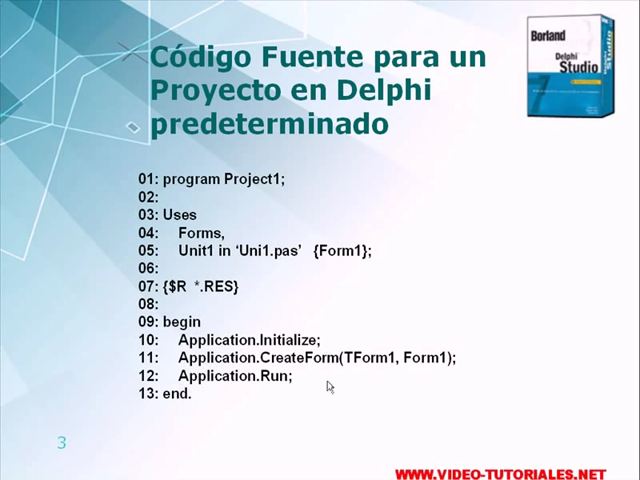 Código Fuente para un
Proyecto en Delphi
predeterminado
Borland
Delphi
Studio
7
01: program Project1;
02:
03: Uses
04: Forms,
05: Unit1 in ‘Uni1.pas’ {Form1};
06:
07: {$R *.RES}
08:
09: begin
10: Application.Initialize;
11: Application.CreateForm(TForm1, Form1);
12: Application.Run;
13: end.
3
WWW.VIDEO-TUTORIALES.NET